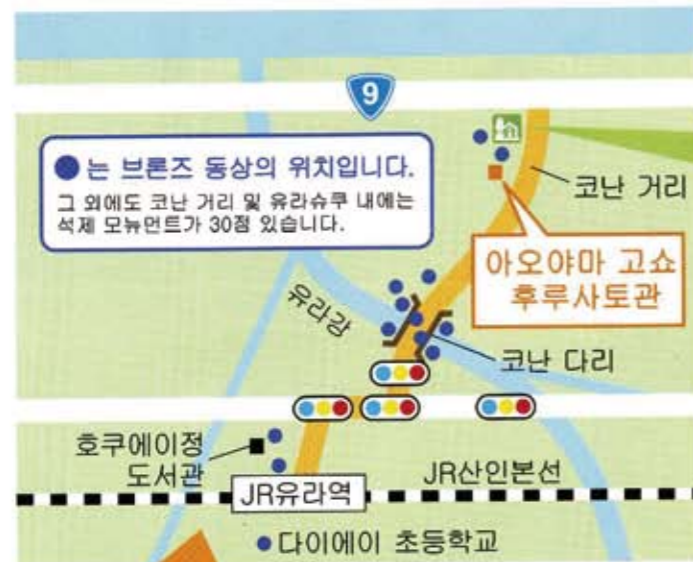 9
●는 브론즈 동상의 위치입니다.
그 외에도 코난 거리 및 유라슈쿠 내에는
석제 모뉴먼트가 30점 있습니다.
코난 거리
아오야마 고쇼
후루사토관
유라강
코난 다리
호쿠에이정
도서관
JR유라역
JR산인본선
다이에이 초등학교